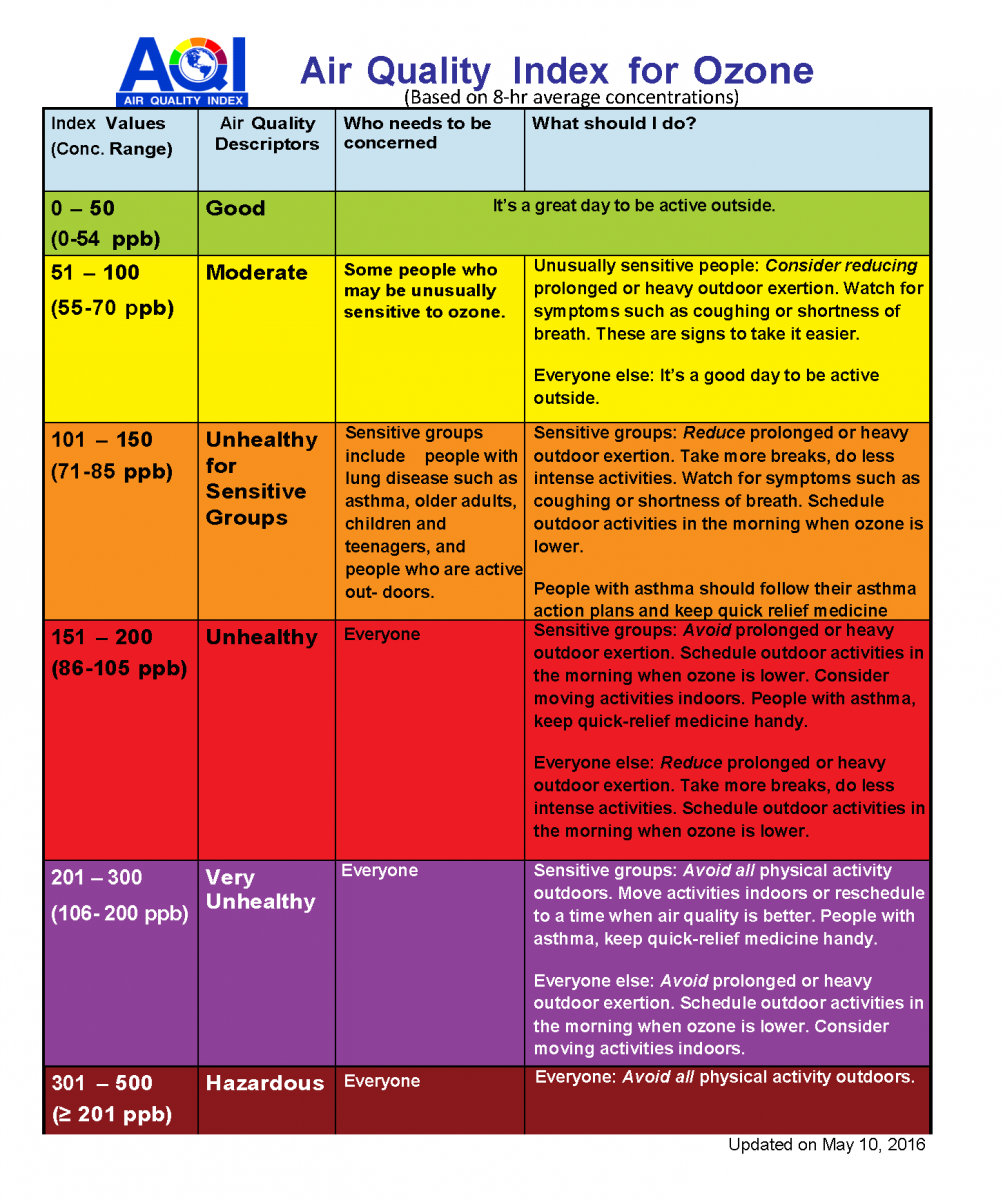 AQI
AIR QUALITY INDEX
Air Quality Index for Ozone
(Based on 8-hr average concentrations)
Index Values
(Conc. Range)
Air Quality
Descriptors
Who needs to be
concerned
What should I do?
0 – 50
(0-54 ppb)
Good
It’s a great day to be active outside.
51 – 100
(55-70 ppb)
Moderate
Some people who
may be unusually
sensitive to ozone.
Unusually sensitive people: Consider reducing
prolonged or heavy outdoor exertion. Watch for
symptoms such as coughing or shortness of
breath. These are signs to take it easier.
Everyone else: It’s a good day to be active
outside.
101 – 150
(71-85 ppb)
Unhealthy
for
Sensitive
Groups
Sensitive groups
include people with
lung disease such as
asthma, older adults,
children and
teenagers, and
people who are active
out- doors.
Sensitive groups: Reduce prolonged or heavy
outdoor exertion. Take more breaks, do less
intense activities. Watch for symptoms such as
coughing or shortness of breath. Schedule
outdoor activities in the morning when ozone is
lower.
People with asthma should follow their asthma
action plans and keep quick relief medicine
151 – 200
(86-105 ppb)
Unhealthy
Everyone
Sensitive groups: Avoid prolonged or heavy
outdoor exertion. Schedule outdoor activities in
the morning when ozone is lower. Consider
moving activities indoors. People with asthma,
keep quick-relief medicine handy.
Everyone else: Reduce prolonged or heavy
outdoor exertion. Take more breaks, do less
intense activities. Schedule outdoor activities in
the morning when ozone is lower.
201 – 300
(106- 200 ppb)
Very
Unhealthy
Everyone
Sensitive groups: Avoid all physical activity
outdoors. Move activities indoors or reschedule
to a time when air quality is better. People with
asthma, keep quick-relief medicine handy.
Everyone else: Avoid prolonged or heavy
outdoor exertion. Schedule outdoor activities in
the morning when ozone is lower. Consider
moving activities indoors.
301 – 500
(≥ 201 ppb)
Hazardous
Everyone
Everyone: Avoid all physical activity outdoors.
Updated on May 10, 2016